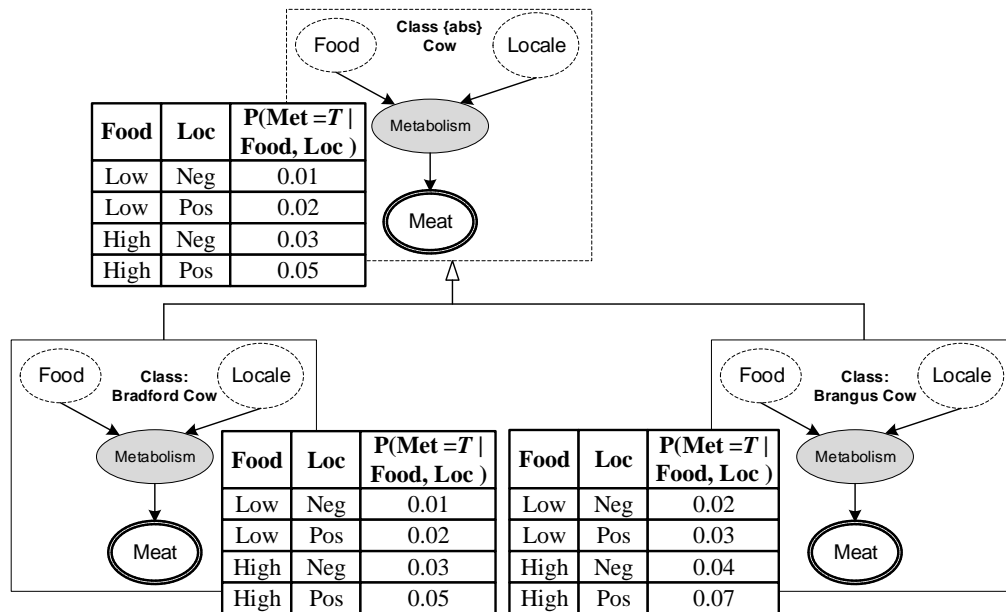 Class {abs}
Cow
Food
Locale
Metabolism
Meat
Food Loc P(Met =T | Food, Loc )
Low Neg 0.01
Low Pos 0.02
High Neg 0.03
High Pos 0.05
Food
Locale
Class:
Bradford Cow
Metabolism
Meat
Food Loc P(Met =T | Food, Loc )
Low Neg 0.01
Low Pos 0.02
High Neg 0.03
High Pos 0.05
Food
Locale
Class:
Brangus Cow
Metabolism
Meat
Food Loc P(Met =T | Food, Loc )
Low Neg 0.02
Low Pos 0.03
High Neg 0.04
High Pos 0.07